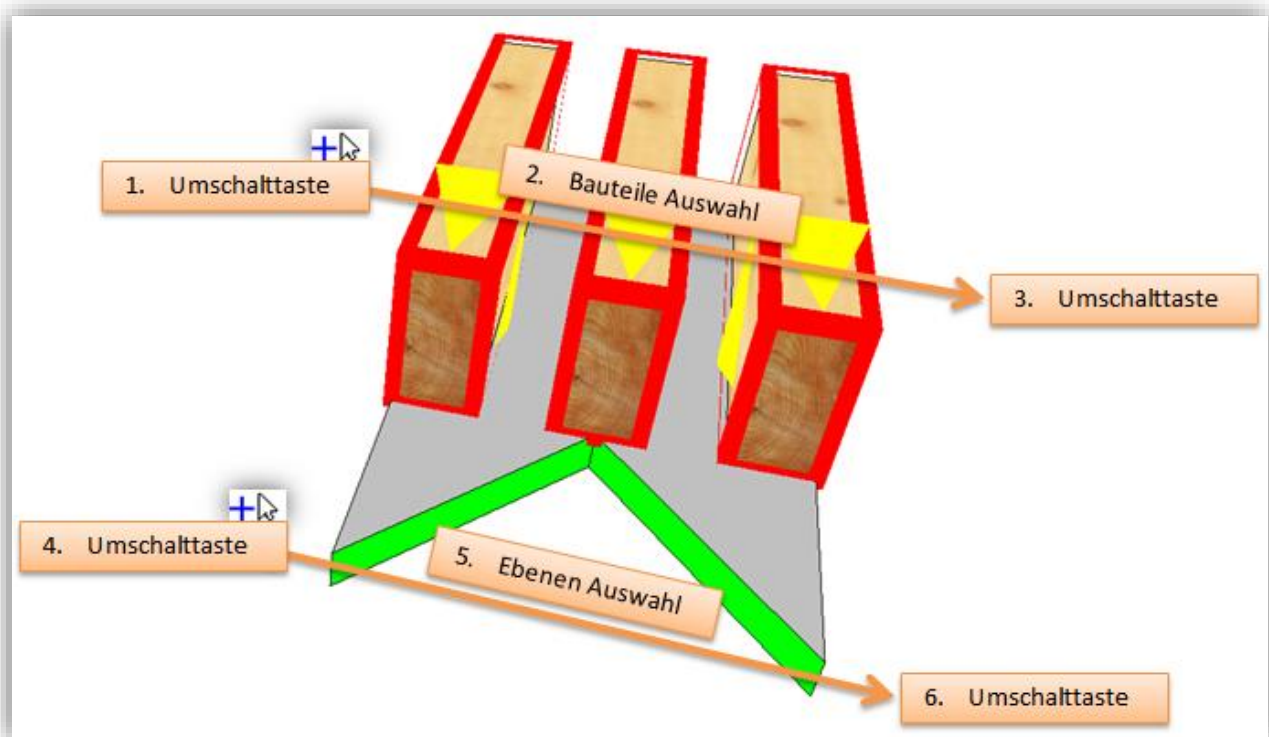 1. Umschalttaste
2. Bauteile Auswahl
3. Umschalttaste
4. Umschalttaste
5. Ebenen Auswahl
6. Umschalttaste